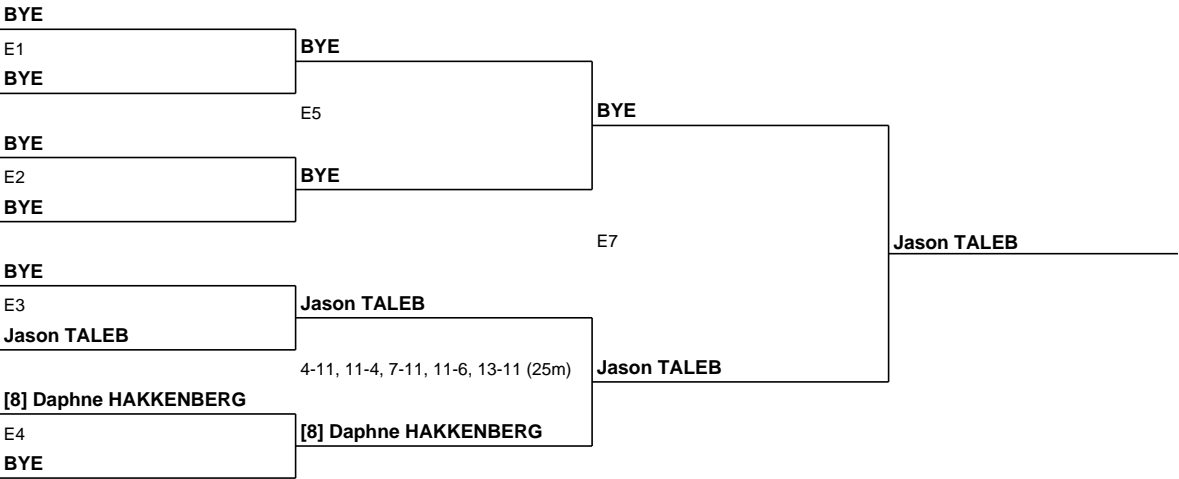 BYE
E1
BYE
BYE
E5
BYE
BYE
E2
BYE
BYE
E7
Jason TALEB
BYE
E3
Jason TALEB
Jason TALEB
4-11, 11-4, 7-11, 11-6, 13-11 (25m)
Jason TALEB
[8] Daphne HAKKENBERG
E4
[8] Daphne HAKKENBERG
BYE